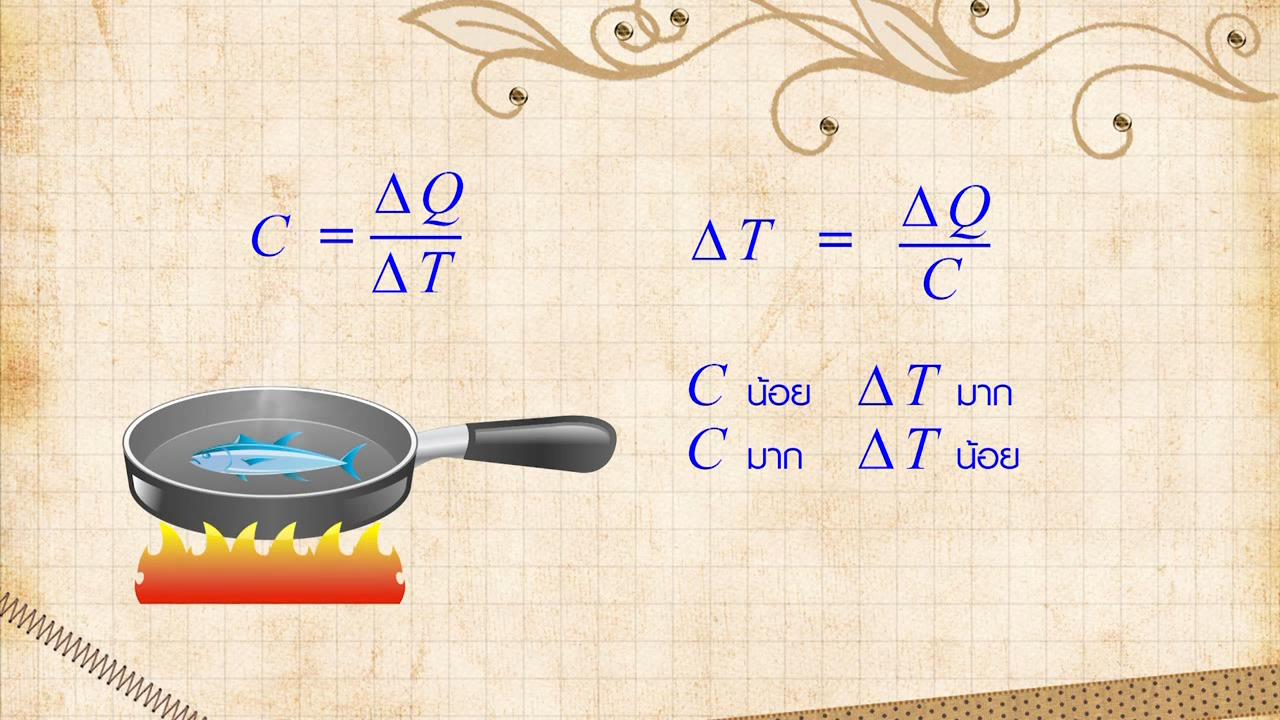 C = ΔQ / ΔT
ΔT = ΔQ / C
C น้อย ΔT มาก
C มาก ΔT น้อย